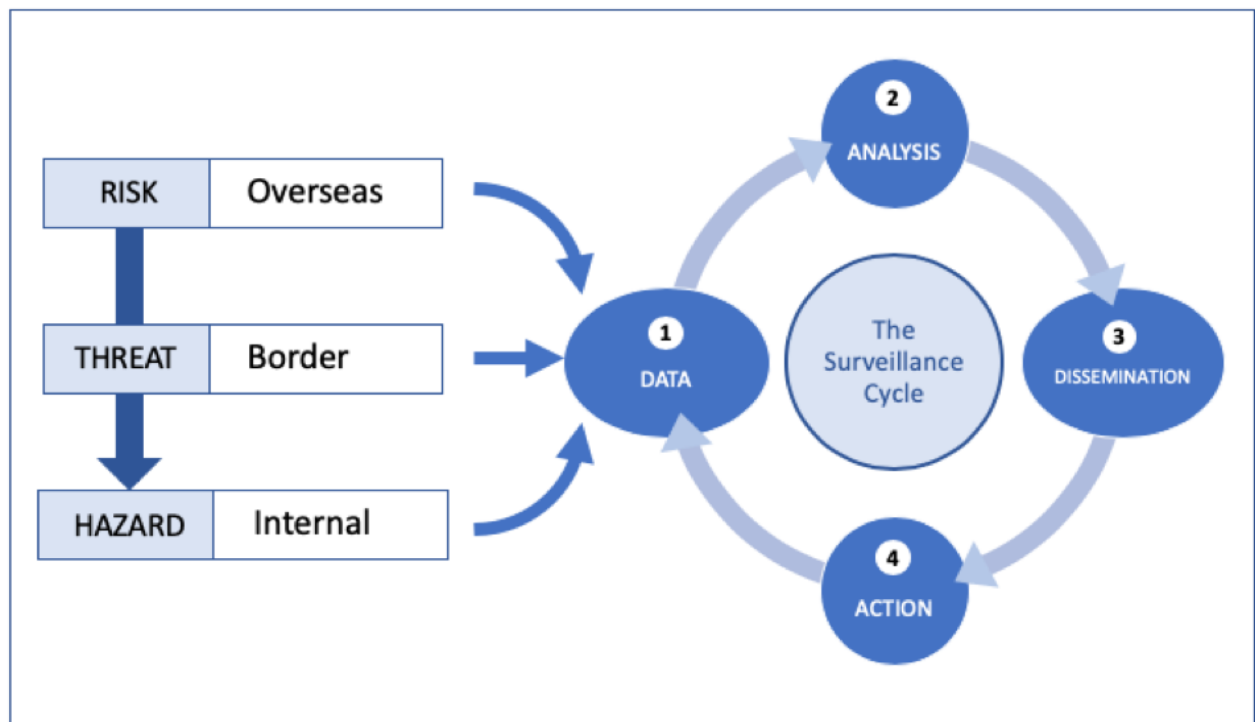 RISK Overseas
THREAT Border
HAZARD Internal
1
DATA
2
ANALYSIS
3
DISSEMINATION
4
ACTION
The
Surveillance
Cycle